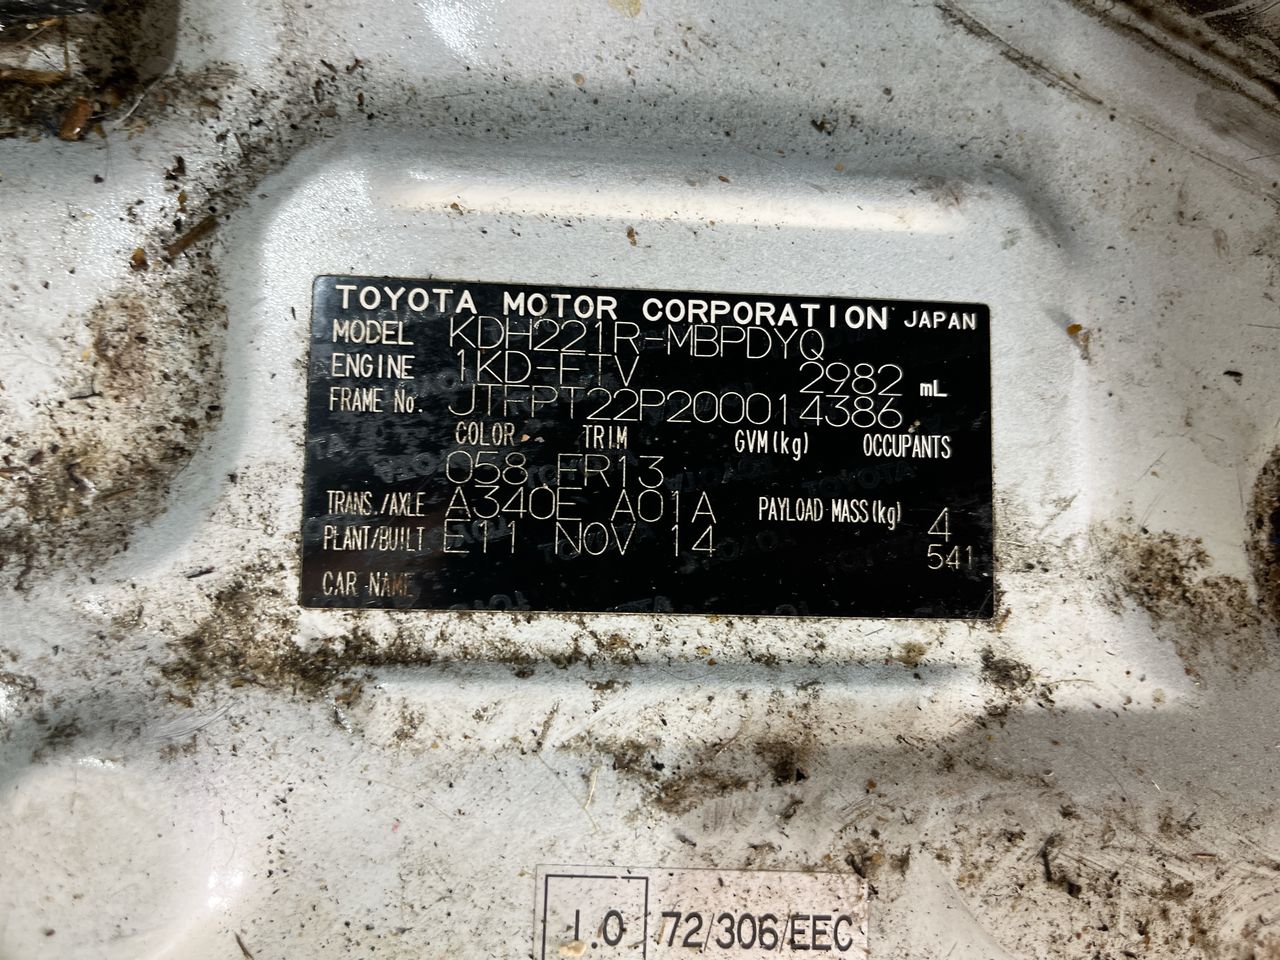 TOYOTA MOTOR CORPORATION JAPAN
MODEL KDH221R-MBPDYQ
ENGINE 1KD-FTV 2982 mL
FRAME No. JTFPT22P200014386
COLOR TRIM GVM(kg) OCCUPANTS
058 FR13
TRANS./AXLE A340E A01A PAYLOAD MASS(kg) 4
PLANT/BUILT E11 NOV 14 541
CAR NAME
1.0 72/306/EEC